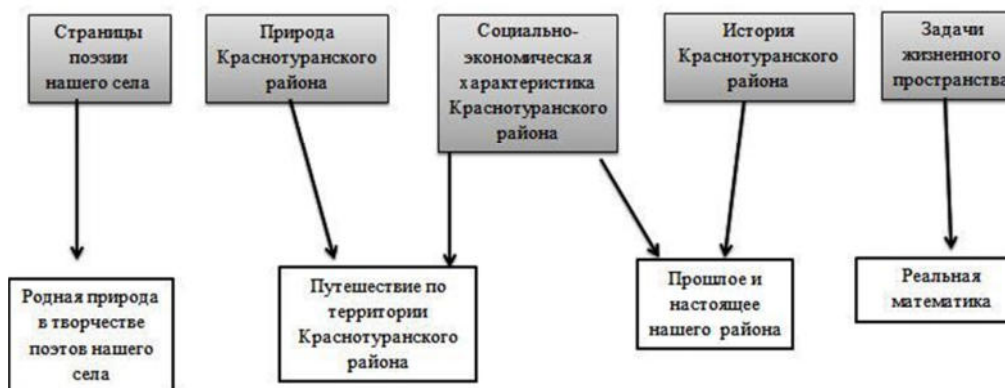 Страницы
поэзии
нашего села
Природа
Краснотуранского
района
Социально-
экономическая
характеристика
Краснотуранского
района
История
Краснотуранского
района
Задачи
жизненного
пространства
Родная природа
в творчестве
поэтов нашего
села
Путешествие по
территории
Краснотуранского
района
Прошлое и
настоящее
нашего района
Реальная
математика